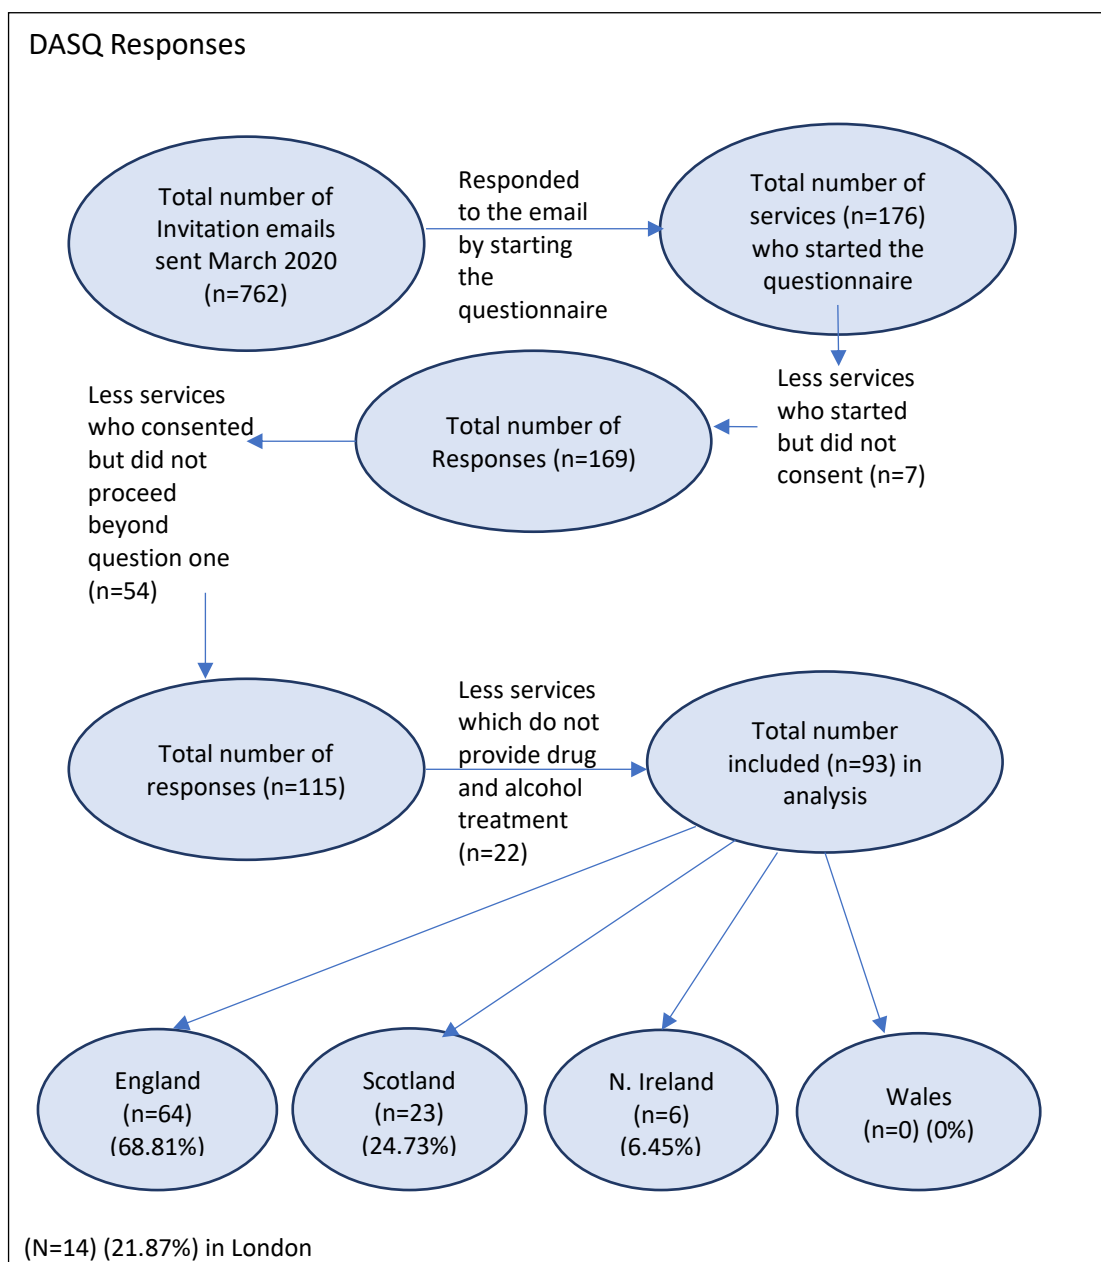 DASQ Responses
Total number of
Invitation emails
sent March 2020
(n=762)
Responded
to the email
by starting
the
questionnaire
Total number of
services (n=176)
who started the
questionnaire
Less services
who started
but did not
consent (n=7)
Total number of
Responses (n=169)
Less services
who consented
but did not
proceed
beyond
question one
(n=54)
Total number of
responses (n=115)
Less services
which do not
provide drug
and alcohol
treatment
(n=22)
Total number
included (n=93) in
analysis
England
(n=64)
(68.81%)
Scotland
(n=23)
(24.73%)
N. Ireland
(n=6)
(6.45%)
Wales
(n=0) (0%)
(N=14) (21.87%) in London